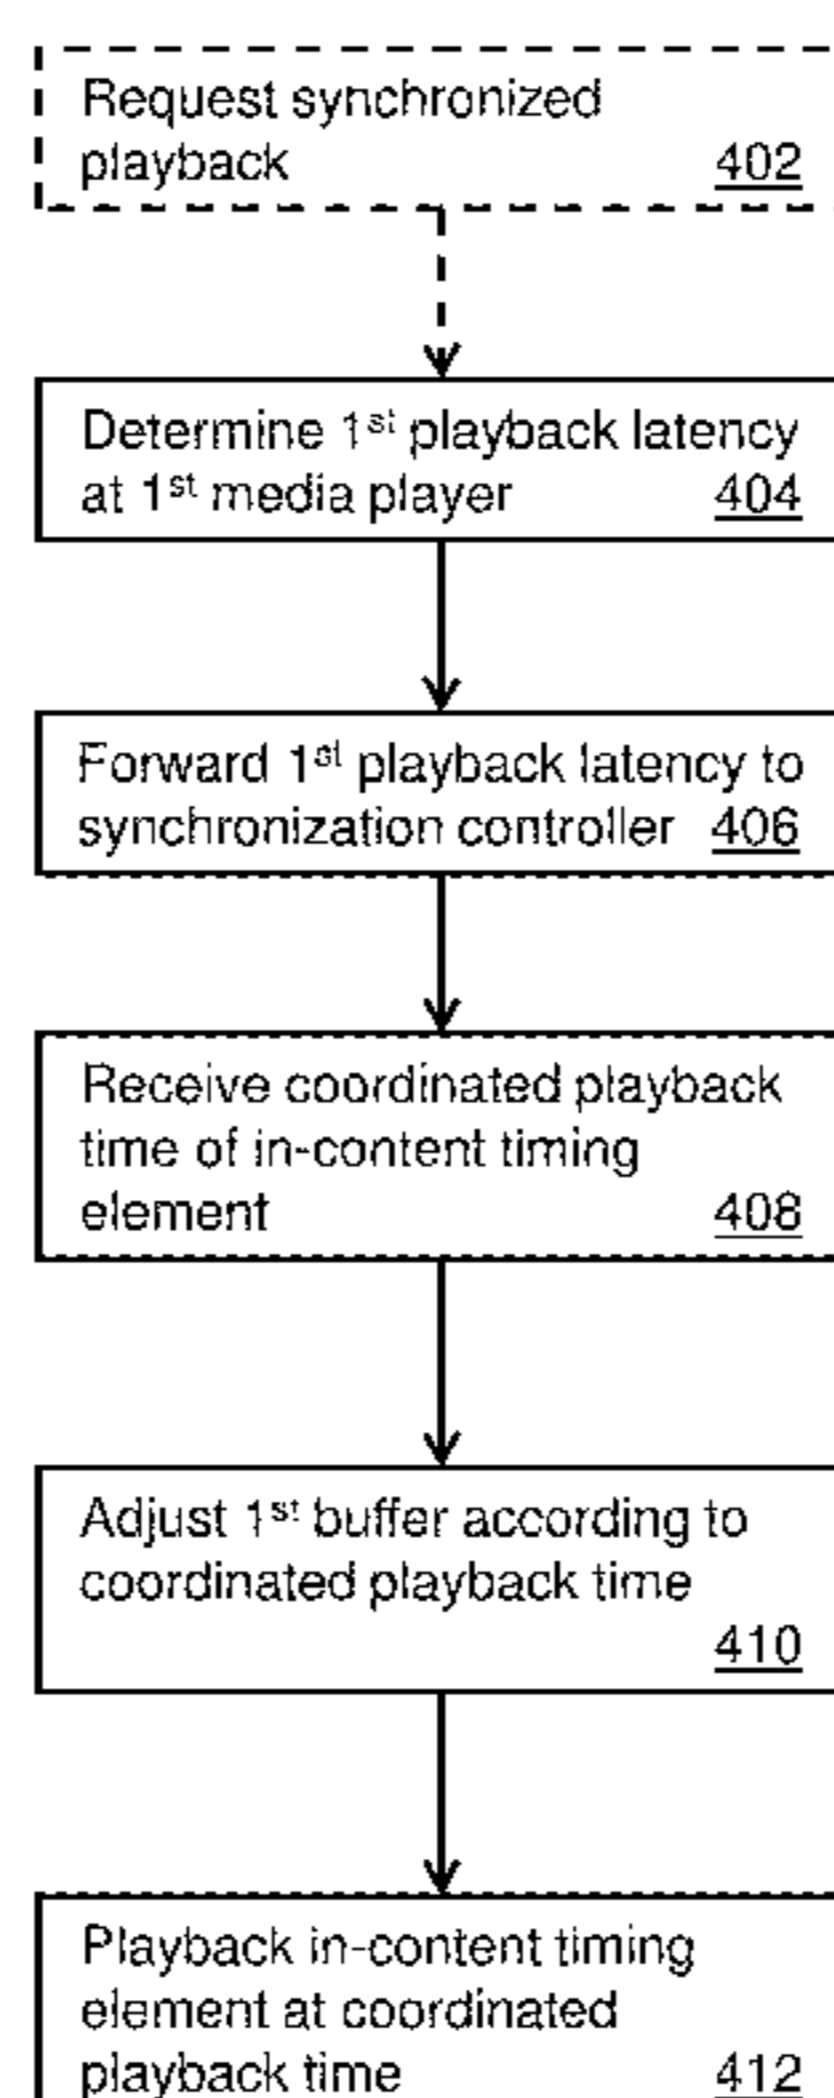 Request synchronized
playback 402
Determine 1st playback latency
at 1st media player 404
Forward 1st playback latency to
synchronization controller 406
Receive coordinated playback
time of in-content timing
element 408
Adjust 1st buffer according to
coordinated playback time
410
Playback in-content timing
element at coordinated
playback time 412